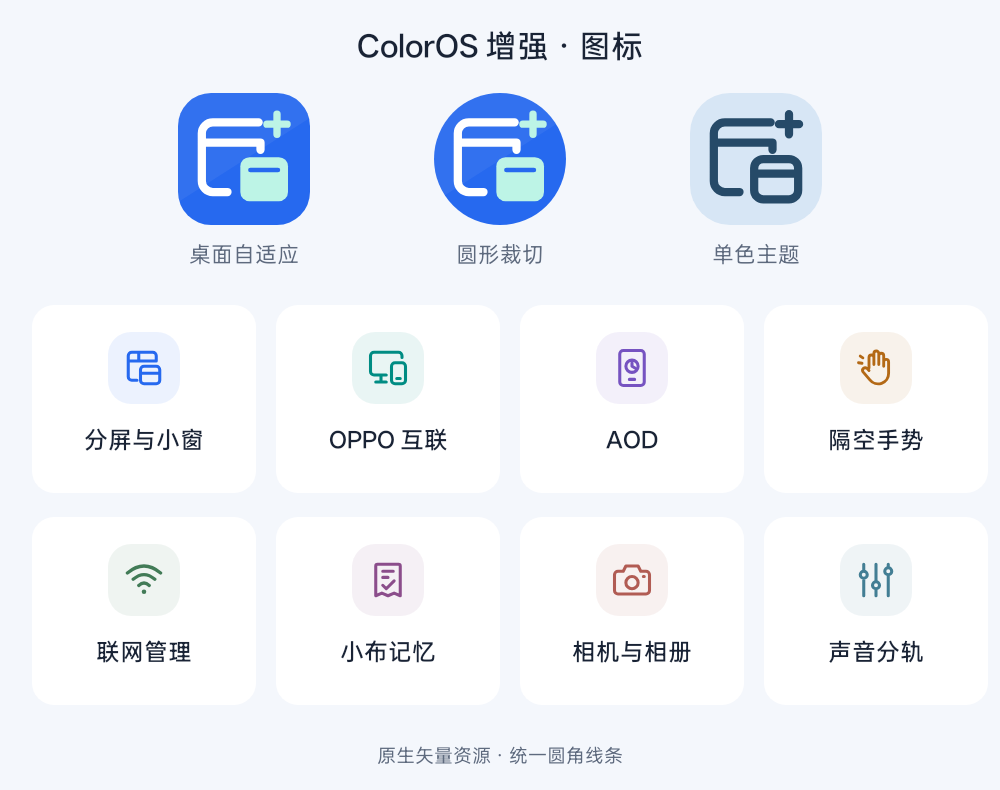 ColorOS 增强 · 图标
桌面自适应
圆形裁切
单色主题
分屏与小窗
OPPO 互联
AOD
隔空手势
联网管理
小布记忆
相机与相册
声音分轨
原生矢量资源 · 统一圆角线条